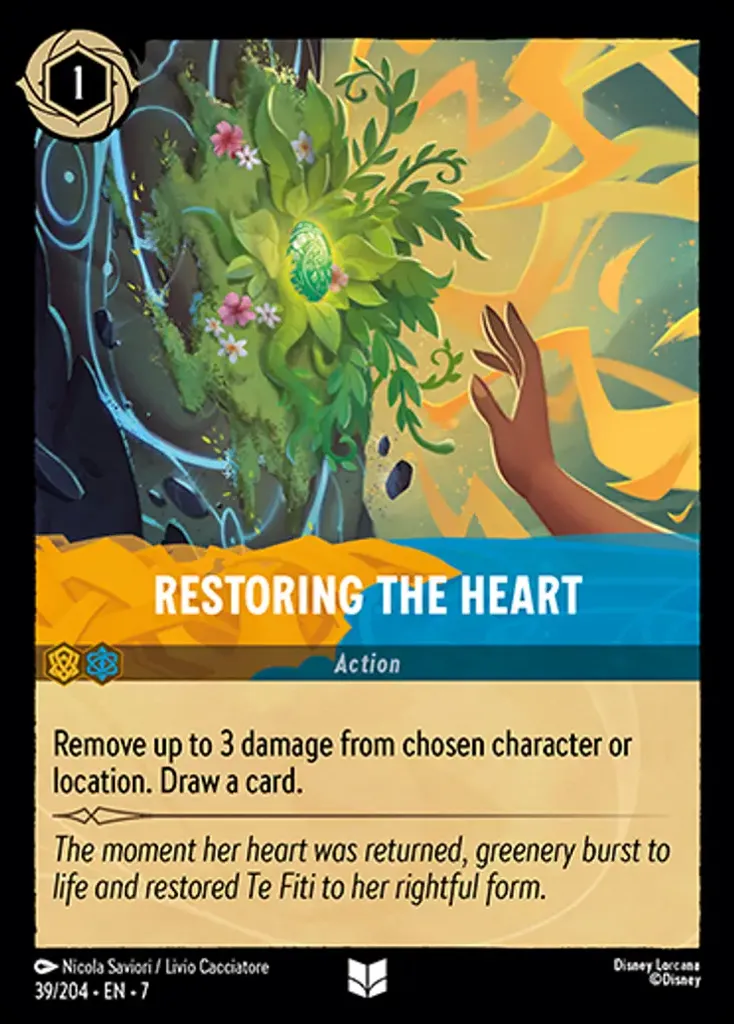 1
RESTORING THE HEART
Action
Remove up to 3 damage from chosen character or
location. Draw a card.
The moment her heart was returned, greenery burst to
life and restored Te Fiti to her rightful form.
Nicola Saviori / Livio Cacciatore
39/204 • EN • 7
Disney Lorcana
©Disney